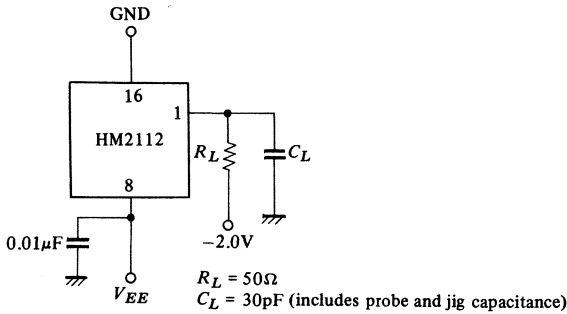 GND
16
1
HM2112
R_L
C_L
8
0.01μF
−2.0V
V_EE
R_L = 50Ω
C_L = 30pF (includes probe and jig capacitance)